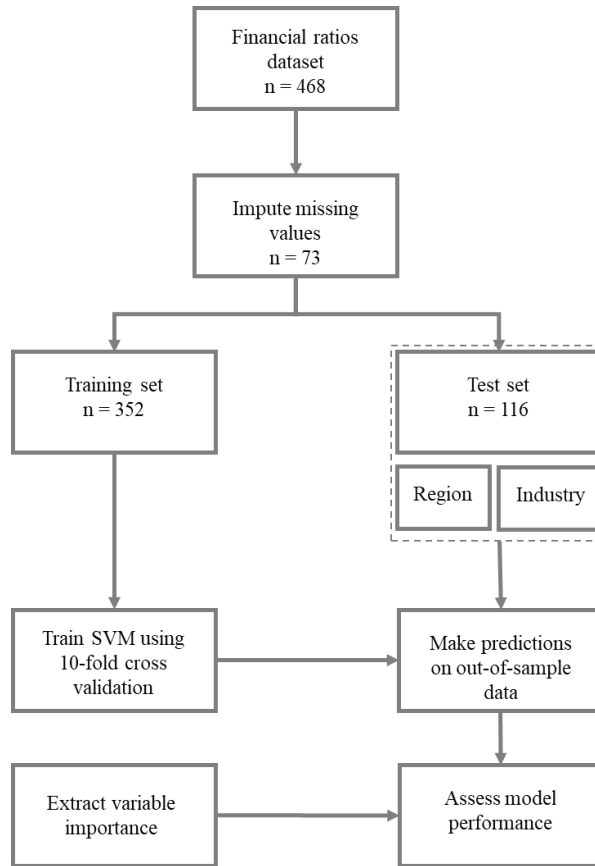 Financial ratios
dataset
n = 468
Impute missing
values
n = 73
Training set
n = 352
Test set
n = 116
Region
Industry
Train SVM using
10-fold cross
validation
Make predictions
on out-of-sample
data
Extract variable
importance
Assess model
performance